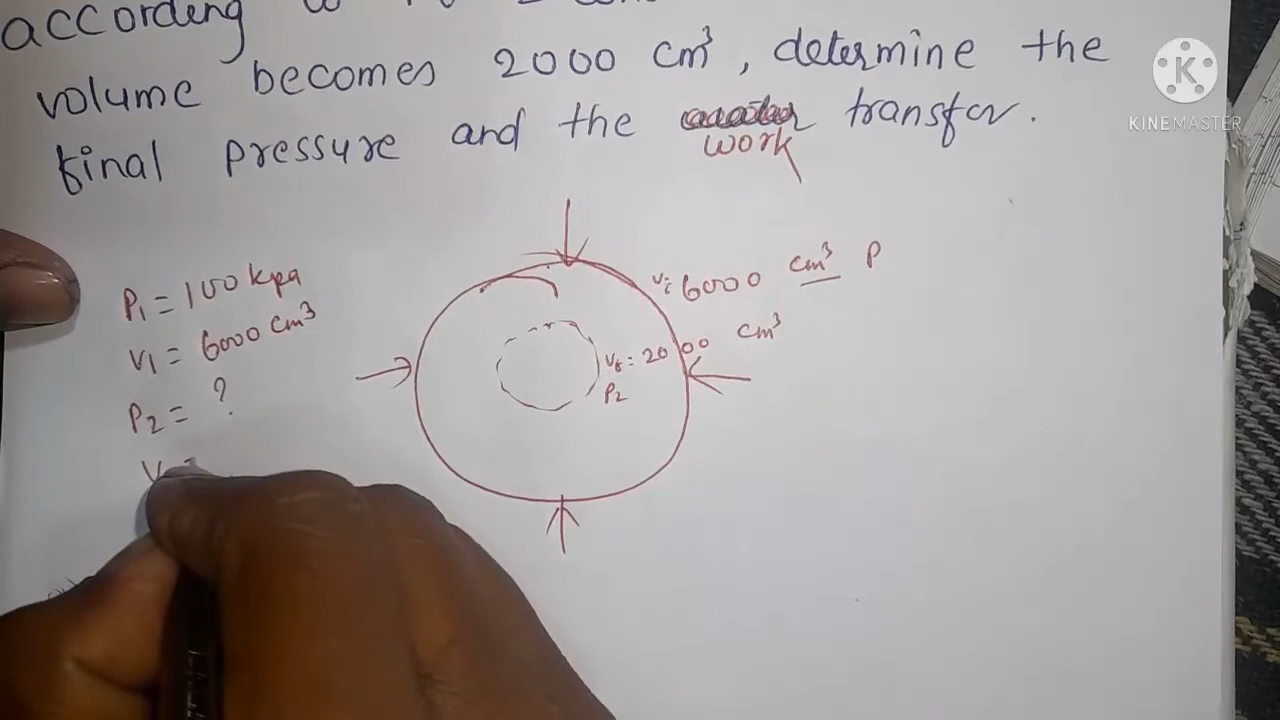 according
volume becomes 2000 cm³, determine the
final pressure and the transfer.
work
K
KINEMASTER
P₁ = 100 kpa
V₁ = 6000 cm³
P₂ = ?
Vi 6000 cm³ P
Vf = 2000 cm³
P₂